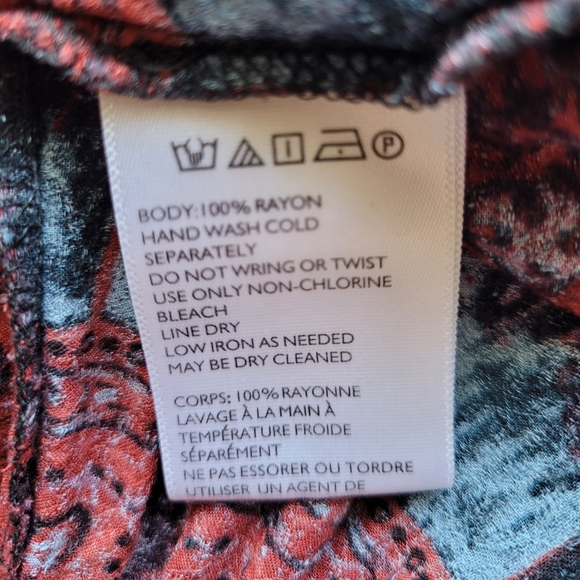 P
BODY: 100% RAYON
HAND WASH COLD
SEPARATELY
DO NOT WRING OR TWIST
USE ONLY NON-CHLORINE
BLEACH
LINE DRY
LOW IRON AS NEEDED
MAY BE DRY CLEANED
CORPS: 100% RAYONNE
LAVAGE À LA MAIN À
TEMPÉRATURE FROIDE
SÉPARÉMENT
NE PAS ESSORER OU TORDRE
UTILISER UN AGENT DE